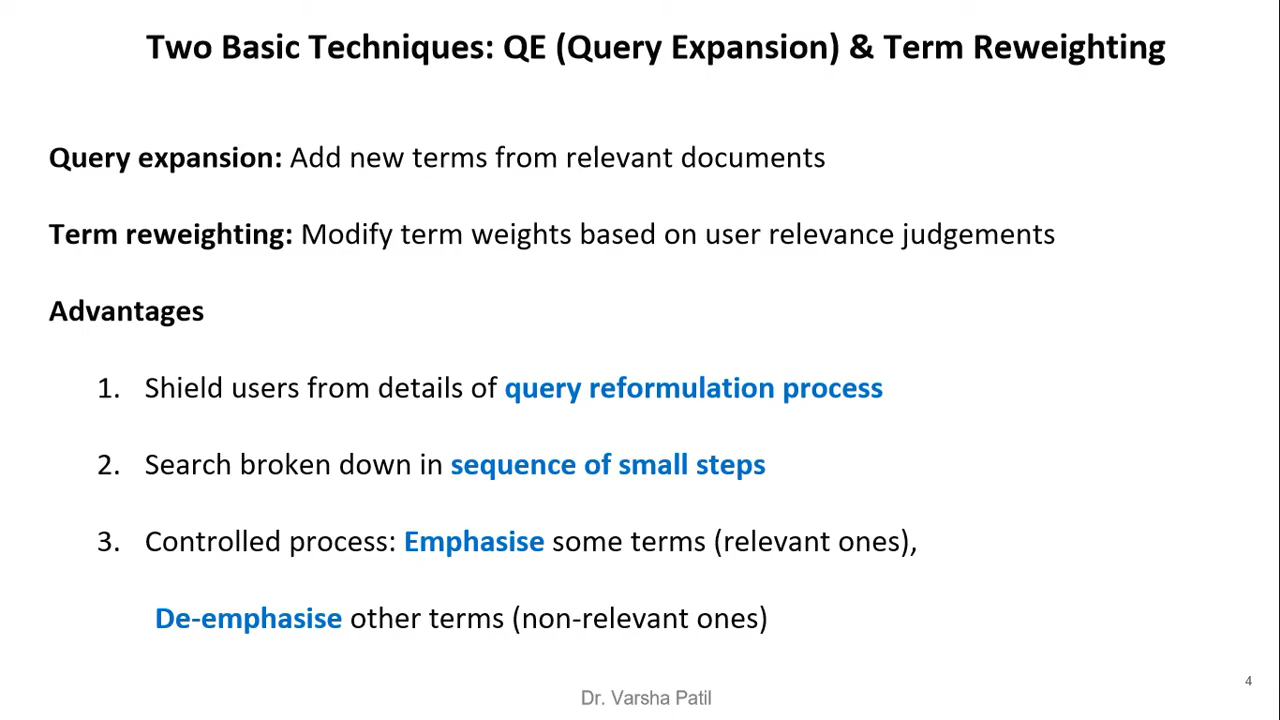 Two Basic Techniques: QE (Query Expansion) & Term Reweighting
Query expansion: Add new terms from relevant documents
Term reweighting: Modify term weights based on user relevance judgements
Advantages
1. Shield users from details of query reformulation process
2. Search broken down in sequence of small steps
3. Controlled process: Emphasise some terms (relevant ones),
De-emphasise other terms (non-relevant ones)
4
Dr. Varsha Patil